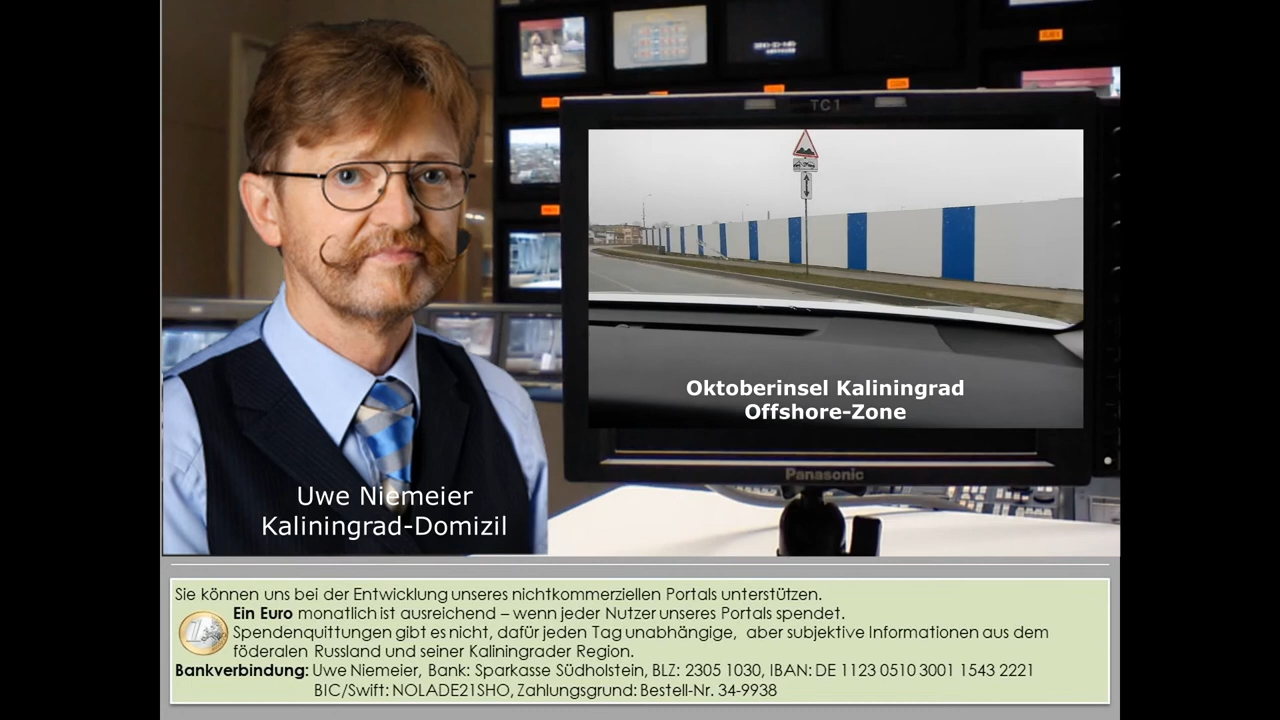 TC1
Oktoberinsel Kaliningrad
Offshore-Zone
Panasonic
Uwe Niemeier
Kaliningrad-Domizil
Sie können uns bei der Entwicklung unseres nichtkommerziellen Portals unterstützen.
Ein Euro monatlich ist ausreichend – wenn jeder Nutzer unseres Portals spendet.
Spendenquittungen gibt es nicht, dafür jeden Tag unabhängige, aber subjektive Informationen aus dem
föderalen Russland und seiner Kaliningrader Region.
Bankverbindung: Uwe Niemeier, Bank: Sparkasse Südholstein, BLZ: 2305 1030, IBAN: DE 1123 0510 3001 1543 2221
BIC/Swift: NOLADE21SHO, Zahlungsgrund: Bestell-Nr. 34-9938